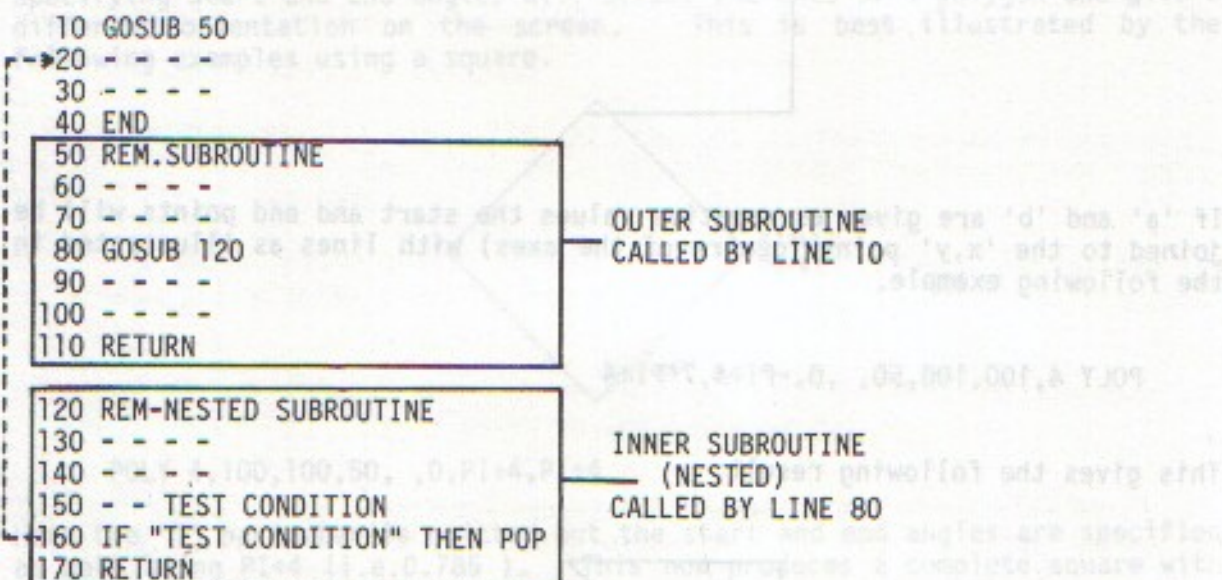 10 GOSUB 50
20 - - - -
30 - - - -
40 END
50 REM.SUBROUTINE
60 - - - -
70 - - - -
80 GOSUB 120
90 - - - -
100 - - - -
110 RETURN
OUTER SUBROUTINE
CALLED BY LINE 10
120 REM-NESTED SUBROUTINE
130 - - - -
140 - - - -
150 - - TEST CONDITION
160 IF "TEST CONDITION" THEN POP
170 RETURN
INNER SUBROUTINE
(NESTED)
CALLED BY LINE 80